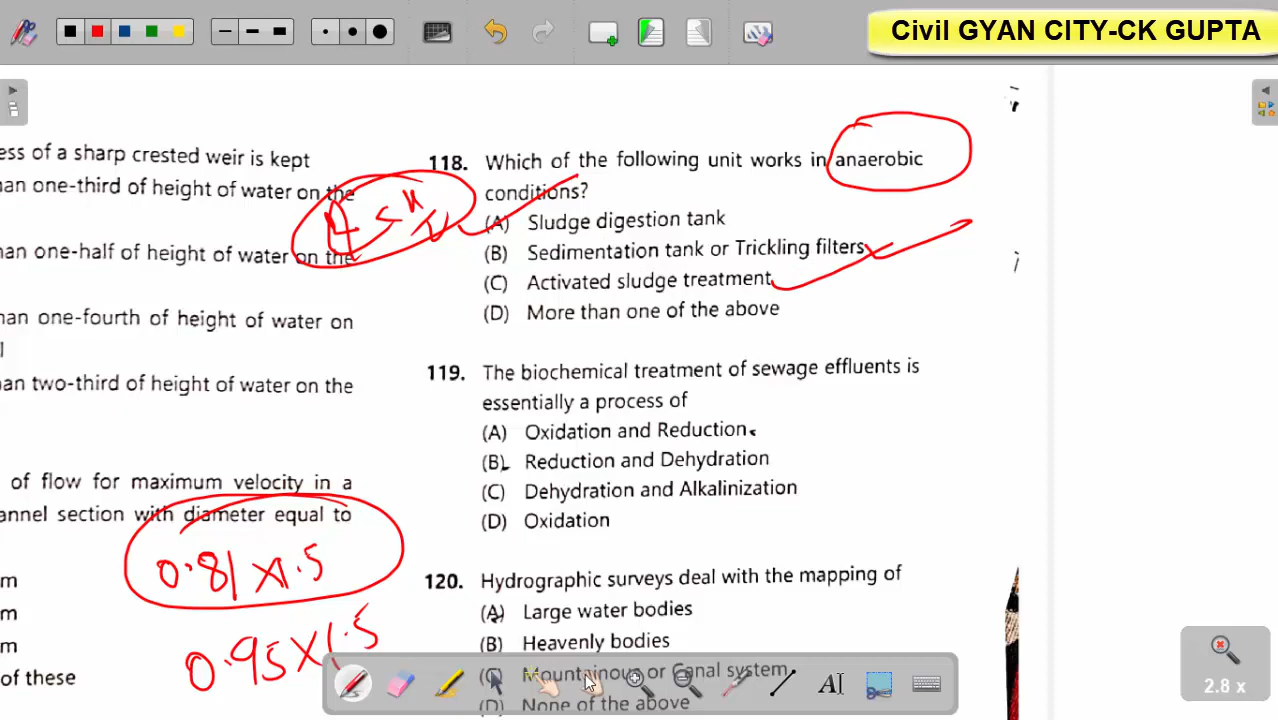 Civil GYAN CITY-CK GUPTA
ess of a sharp crested weir is kept
han one-third of height of water on the
han one-half of height of water on the
han one-fourth of height of water on
han two-third of height of water on the
of flow for maximum velocity in a
annel section with diameter equal to
0.81 x1.5
m
m
0.95x1.5
m
of these
118. Which of the following unit works in anaerobic
conditions?
(A) Sludge digestion tank
(B) Sedimentation tank or Trickling filters
(C) Activated sludge treatment
(D) More than one of the above
119. The biochemical treatment of sewage effluents is
essentially a process of
(A) Oxidation and Reduction
(B) Reduction and Dehydration
(C) Dehydration and Alkalinization
(D) Oxidation
120. Hydrographic surveys deal with the mapping of
(A) Large water bodies
(B) Heavenly bodies
(C) Mountainous or Canal system
(D) None of the above
2.8 x